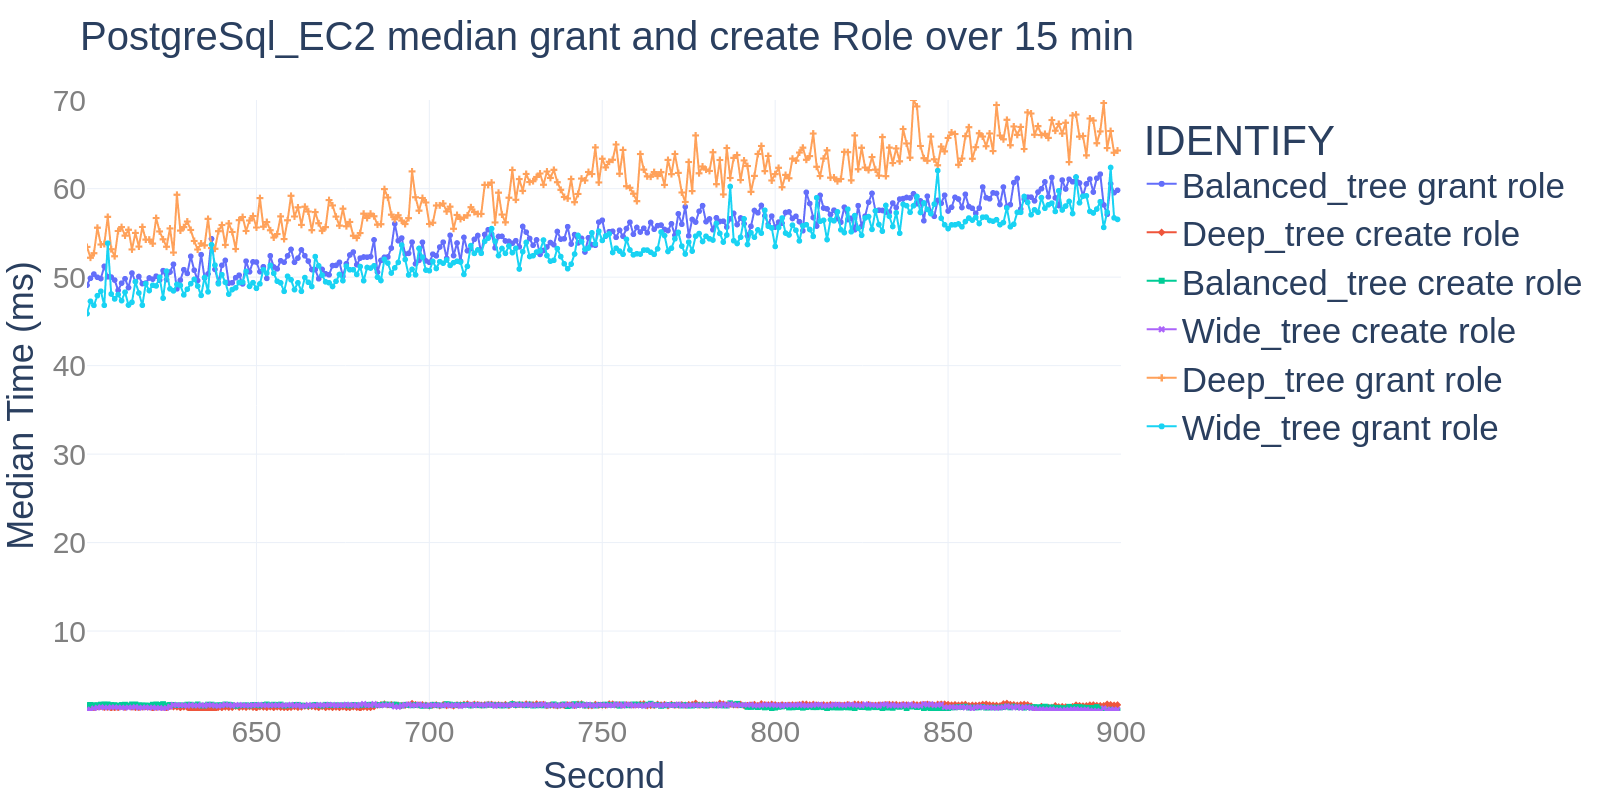 PostgreSql_EC2 median grant and create Role over 15 min
70
60
50
40
30
20
10
Median Time (ms)
650
700
750
800
850
900
Second
IDENTIFY
Balanced_tree grant role
Deep_tree create role
Balanced_tree create role
Wide_tree create role
Deep_tree grant role
Wide_tree grant role